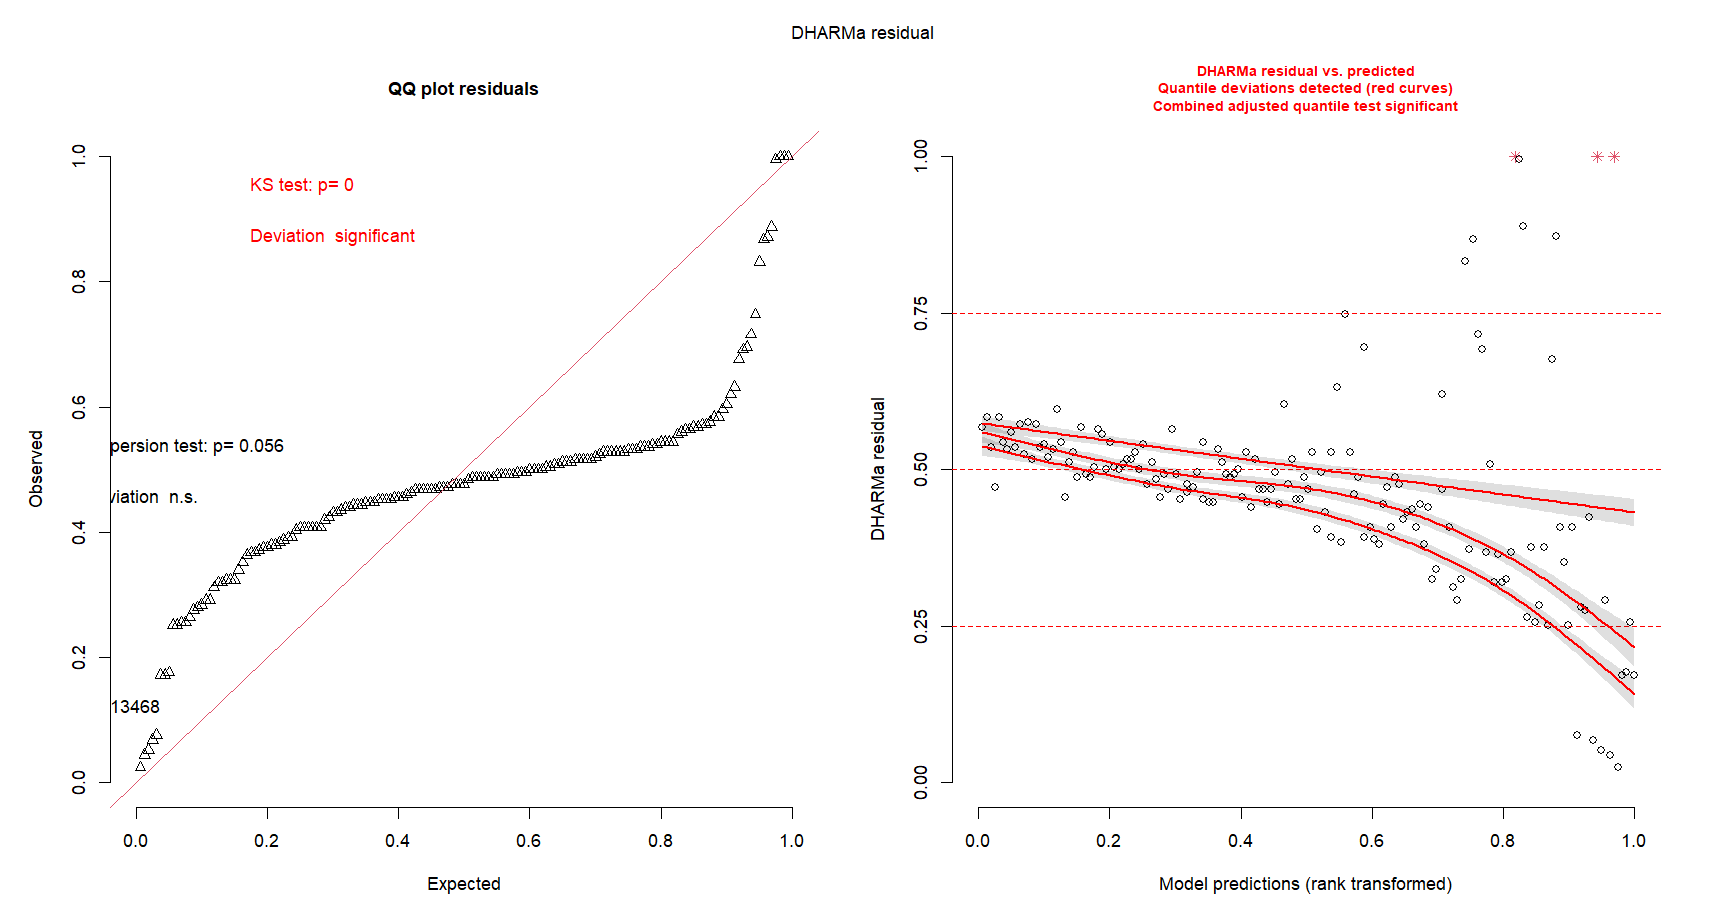 DHARMa residual
QQ plot residuals
KS test: p= 0
Deviation  significant
persion test: p= 0.056
viation  n.s.
13468
Observed
0.0
0.2
0.4
0.6
0.8
1.0
0.0
0.2
0.4
0.6
0.8
1.0
Expected
DHARMa residual vs. predicted
Quantile deviations detected (red curves)
Combined adjusted quantile test significant
DHARMa residual
0.00
0.25
0.50
0.75
1.00
0.0
0.2
0.4
0.6
0.8
1.0
Model predictions (rank transformed)